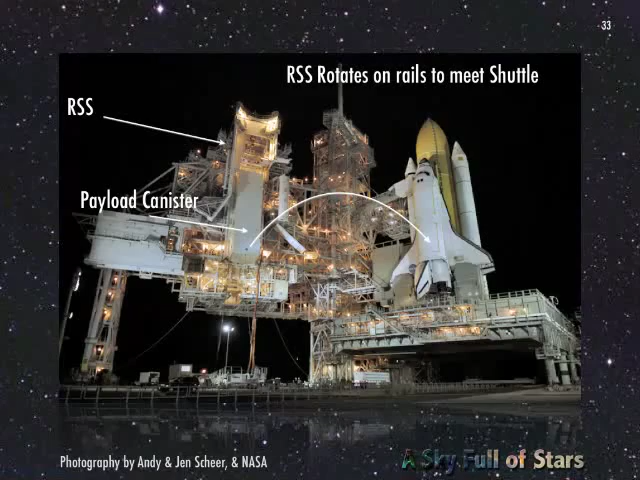 33
RSS Rotates on rails to meet Shuttle
RSS
Payload Canister
Photography by Andy & Jen Scheer, & NASA
A Sky Full of Stars